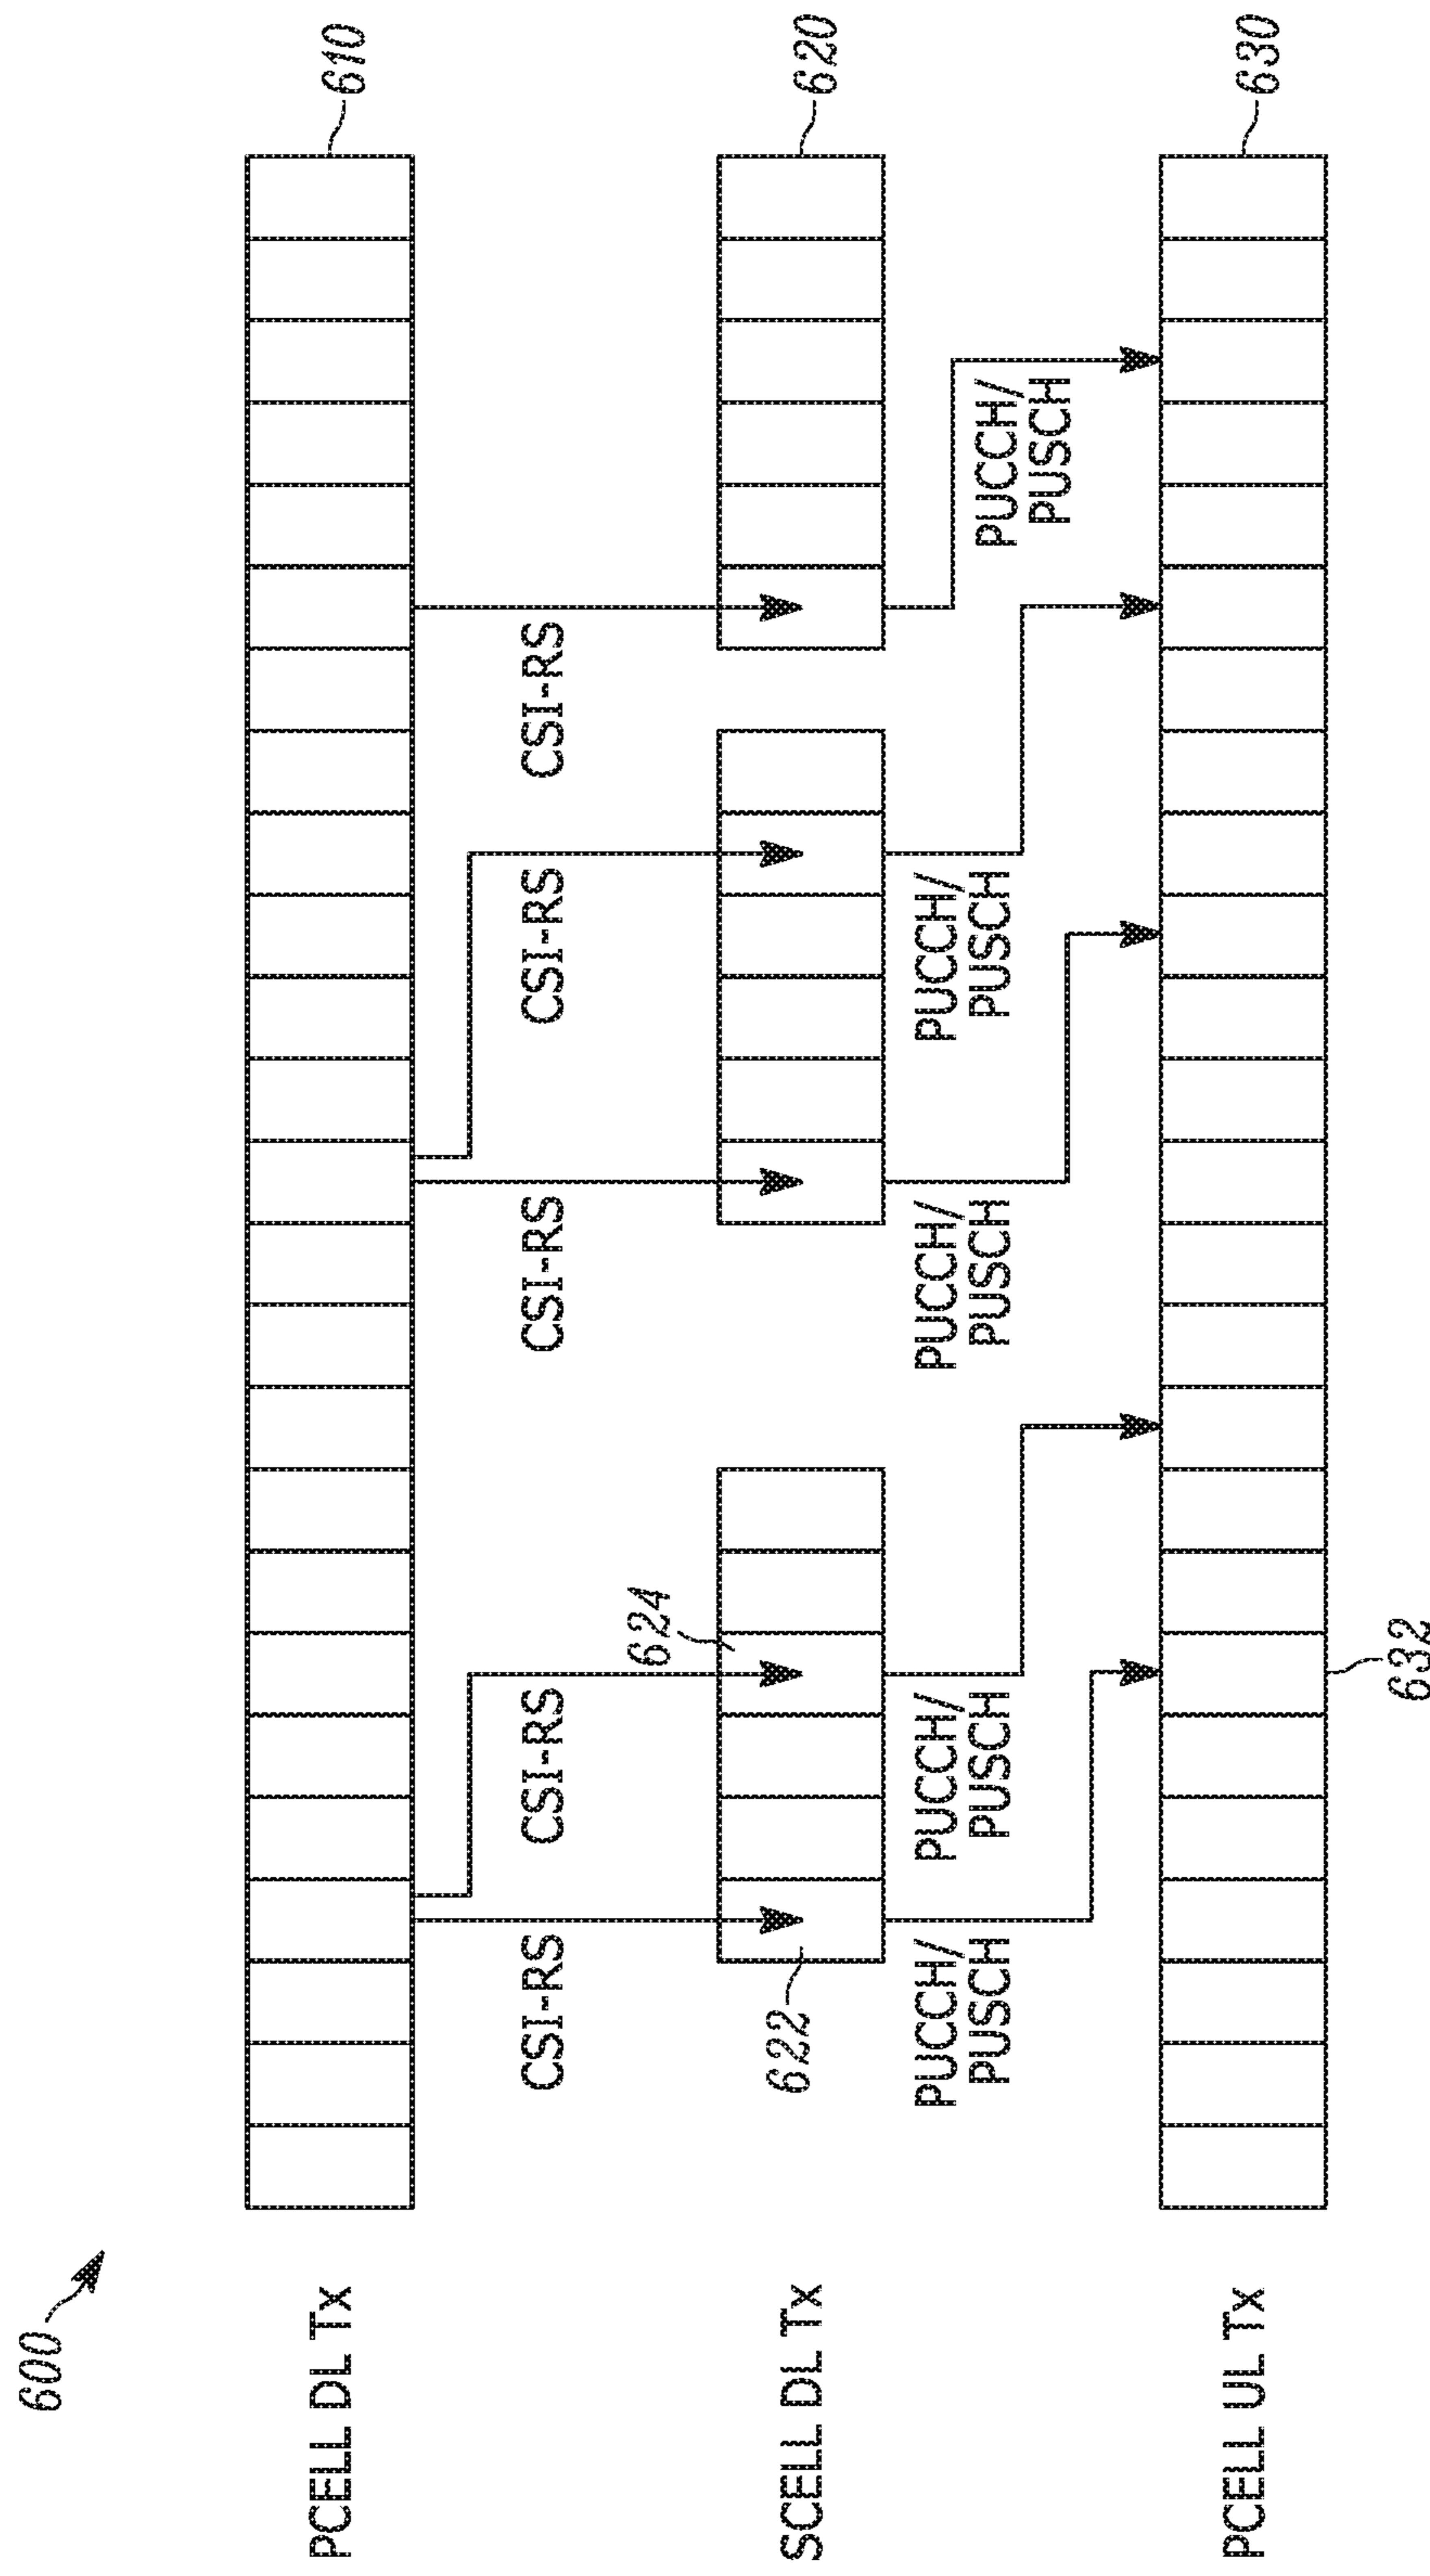 600
PCELL DL Tx
610
CSI-RS
CSI-RS
CSI-RS
CSI-RS
CSI-RS
SCELL DL Tx
622
624
620
PUCCH/
PUSCH
PUCCH/
PUSCH
PUCCH/
PUSCH
PUCCH/
PUSCH
PUCCH/
PUSCH
PCELL UL Tx
630
632